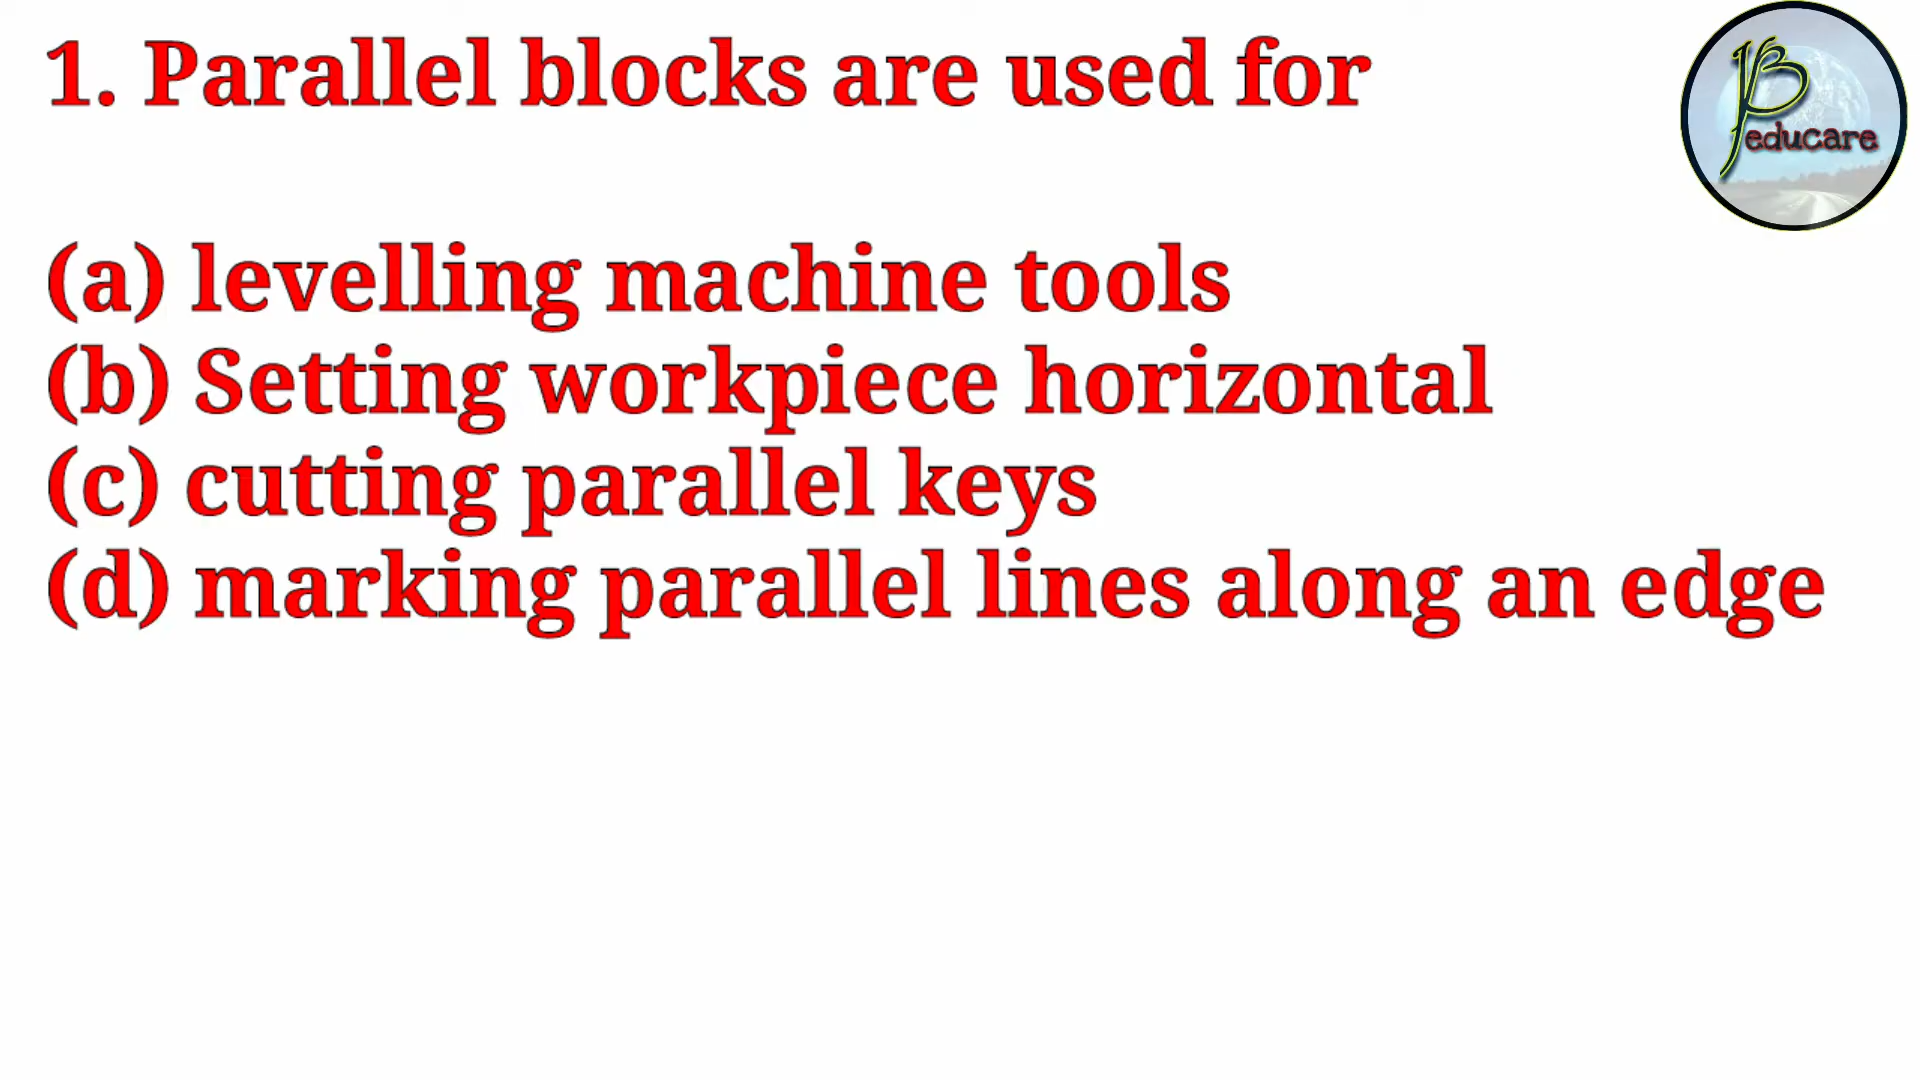 1. Parallel blocks are used for
(a) levelling machine tools
(b) Setting workpiece horizontal
(c) cutting parallel keys
(d) marking parallel lines along an edge
educare